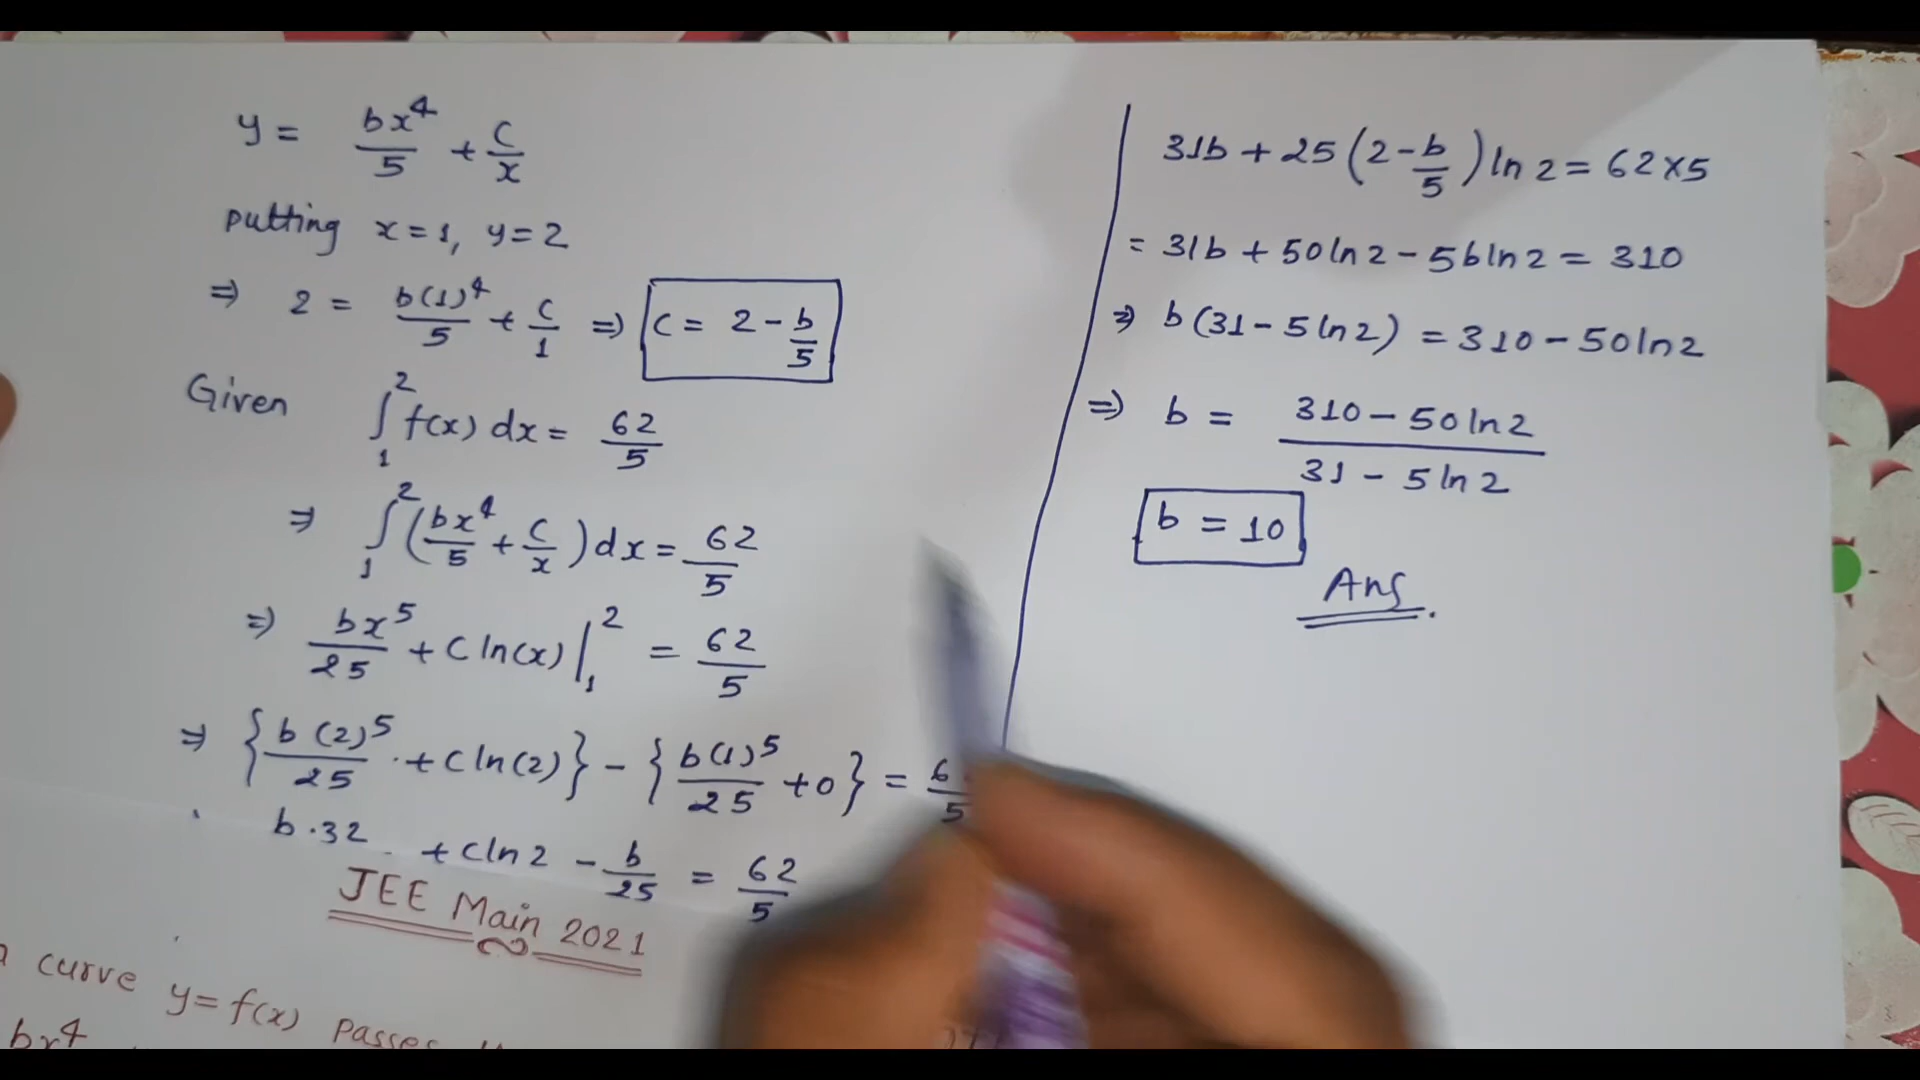 y = bx⁴/5 + c/x
putting x=1, y=2
⇒ 2 = b(1)⁴/5 + c/1 ⇒ c = 2 - b/5
Given ∫₁² f(x) dx = 62/5
⇒ ∫₁² (bx⁴/5 + c/x) dx = 62/5
⇒ bx⁵/25 + c ln(x) |₁² = 62/5
⇒ {b(2)⁵/25 + c ln(2)} - {b(1)⁵/25 + 0} = 6 /5
b·32 + c ln 2 - b/25 = 62/5
JEE Main 2021
curve y = f(x) passes
bx⁴
31b + 25(2 - b/5) ln 2 = 62×5
= 31b + 50 ln 2 - 5b ln 2 = 310
⇒ b(31 - 5 ln 2) = 310 - 50 ln 2
⇒ b = 310 - 50 ln 2 / 31 - 5 ln 2
b = 10
Ans.